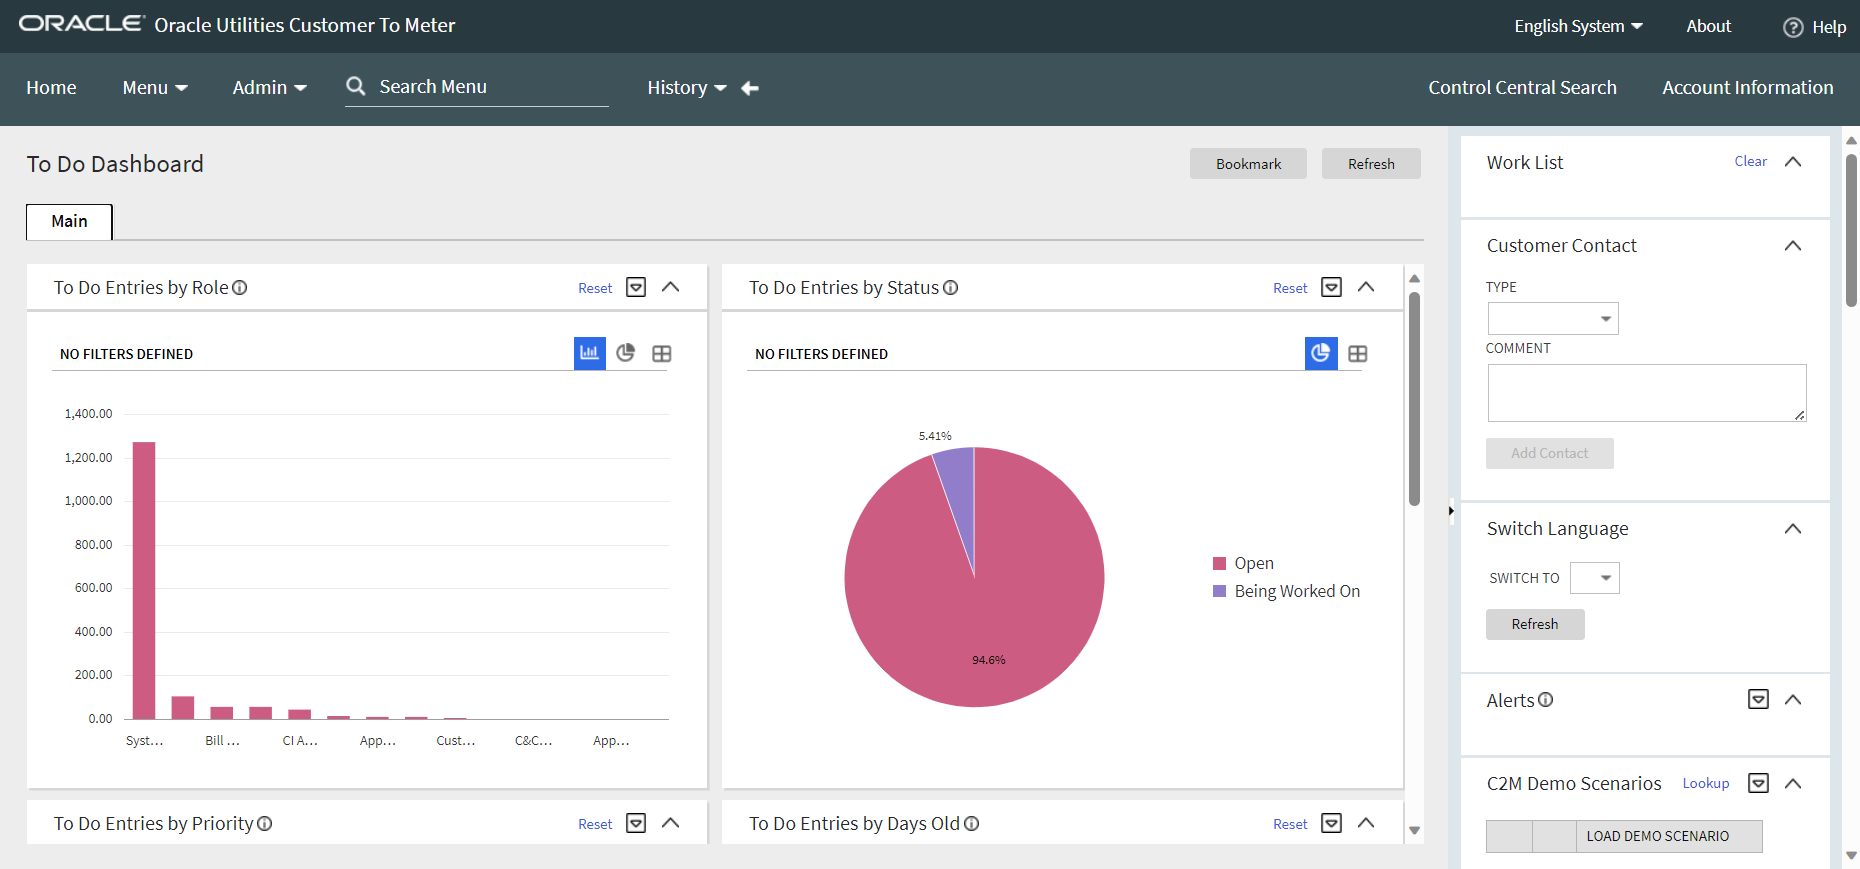 ORACLE Oracle Utilities Customer To Meter
English System About Help
Home Menu Admin Search Menu History Control Central Search Account Information
To Do Dashboard
Bookmark Refresh
Main
To Do Entries by Role Reset
NO FILTERS DEFINED
1,400.00
1,200.00
1,000.00
800.00
600.00
400.00
200.00
0.00
Syst... Bill ... CI A... App... Cust... C&C... App...
To Do Entries by Status Reset
NO FILTERS DEFINED
5.41%
94.6%
Open
Being Worked On
To Do Entries by Priority Reset
To Do Entries by Days Old Reset
Work List Clear
Customer Contact
TYPE
COMMENT
Add Contact
Switch Language
SWITCH TO
Refresh
Alerts
C2M Demo Scenarios Lookup
LOAD DEMO SCENARIO